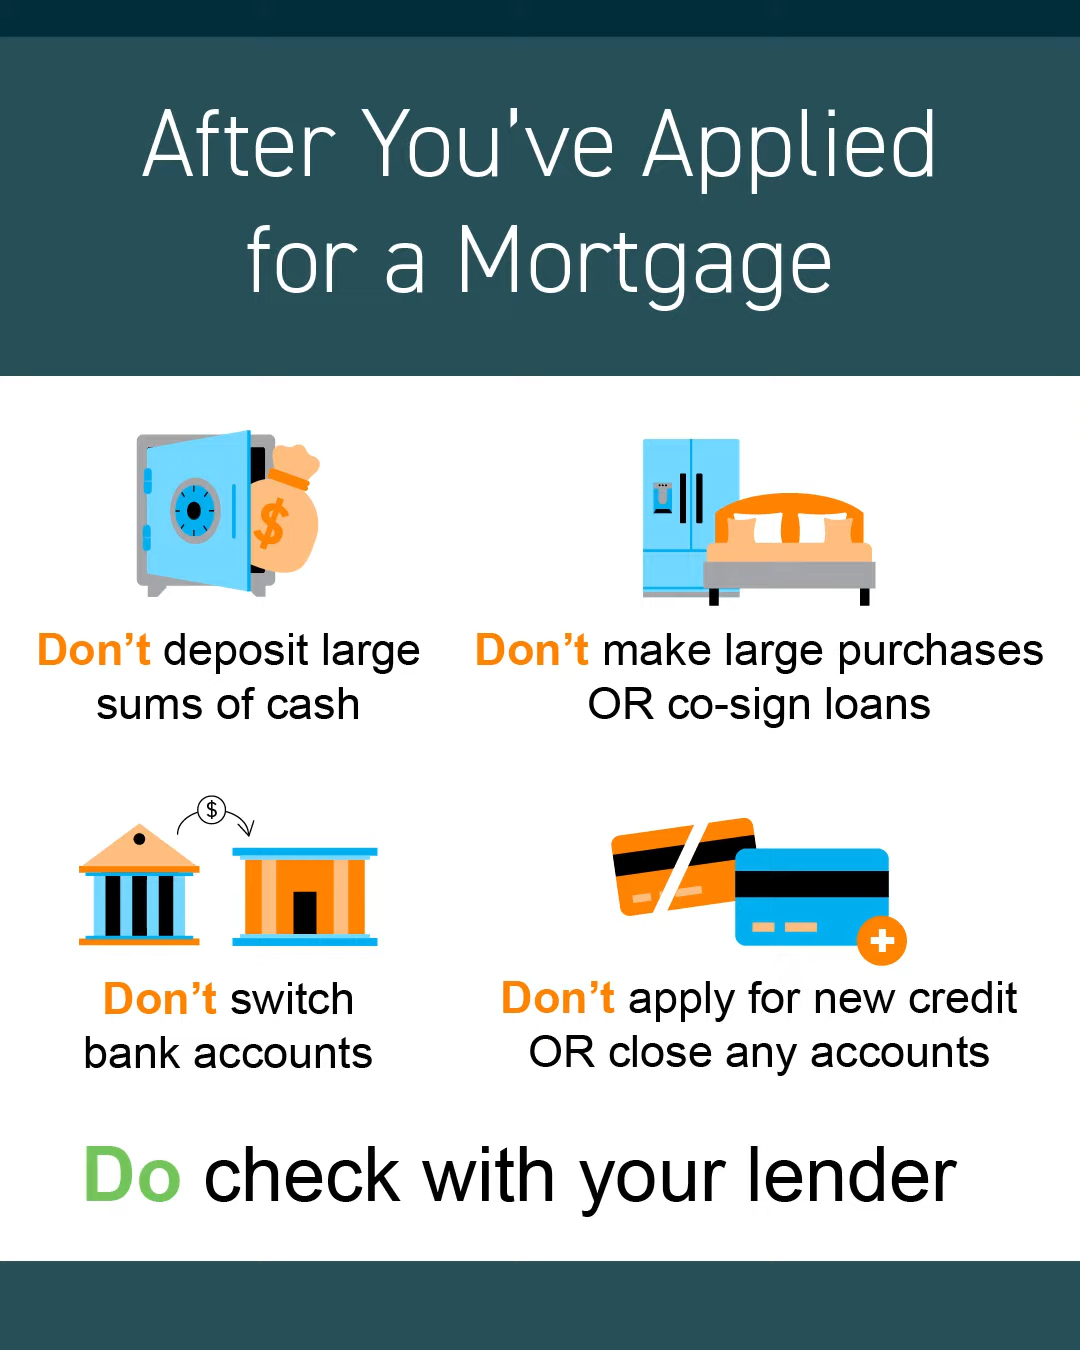 After You’ve Applied
for a Mortgage
$
Don’t deposit large
sums of cash
Don’t make large purchases
OR co-sign loans
$
Don’t switch
bank accounts
Don’t apply for new credit
OR close any accounts
Do check with your lender